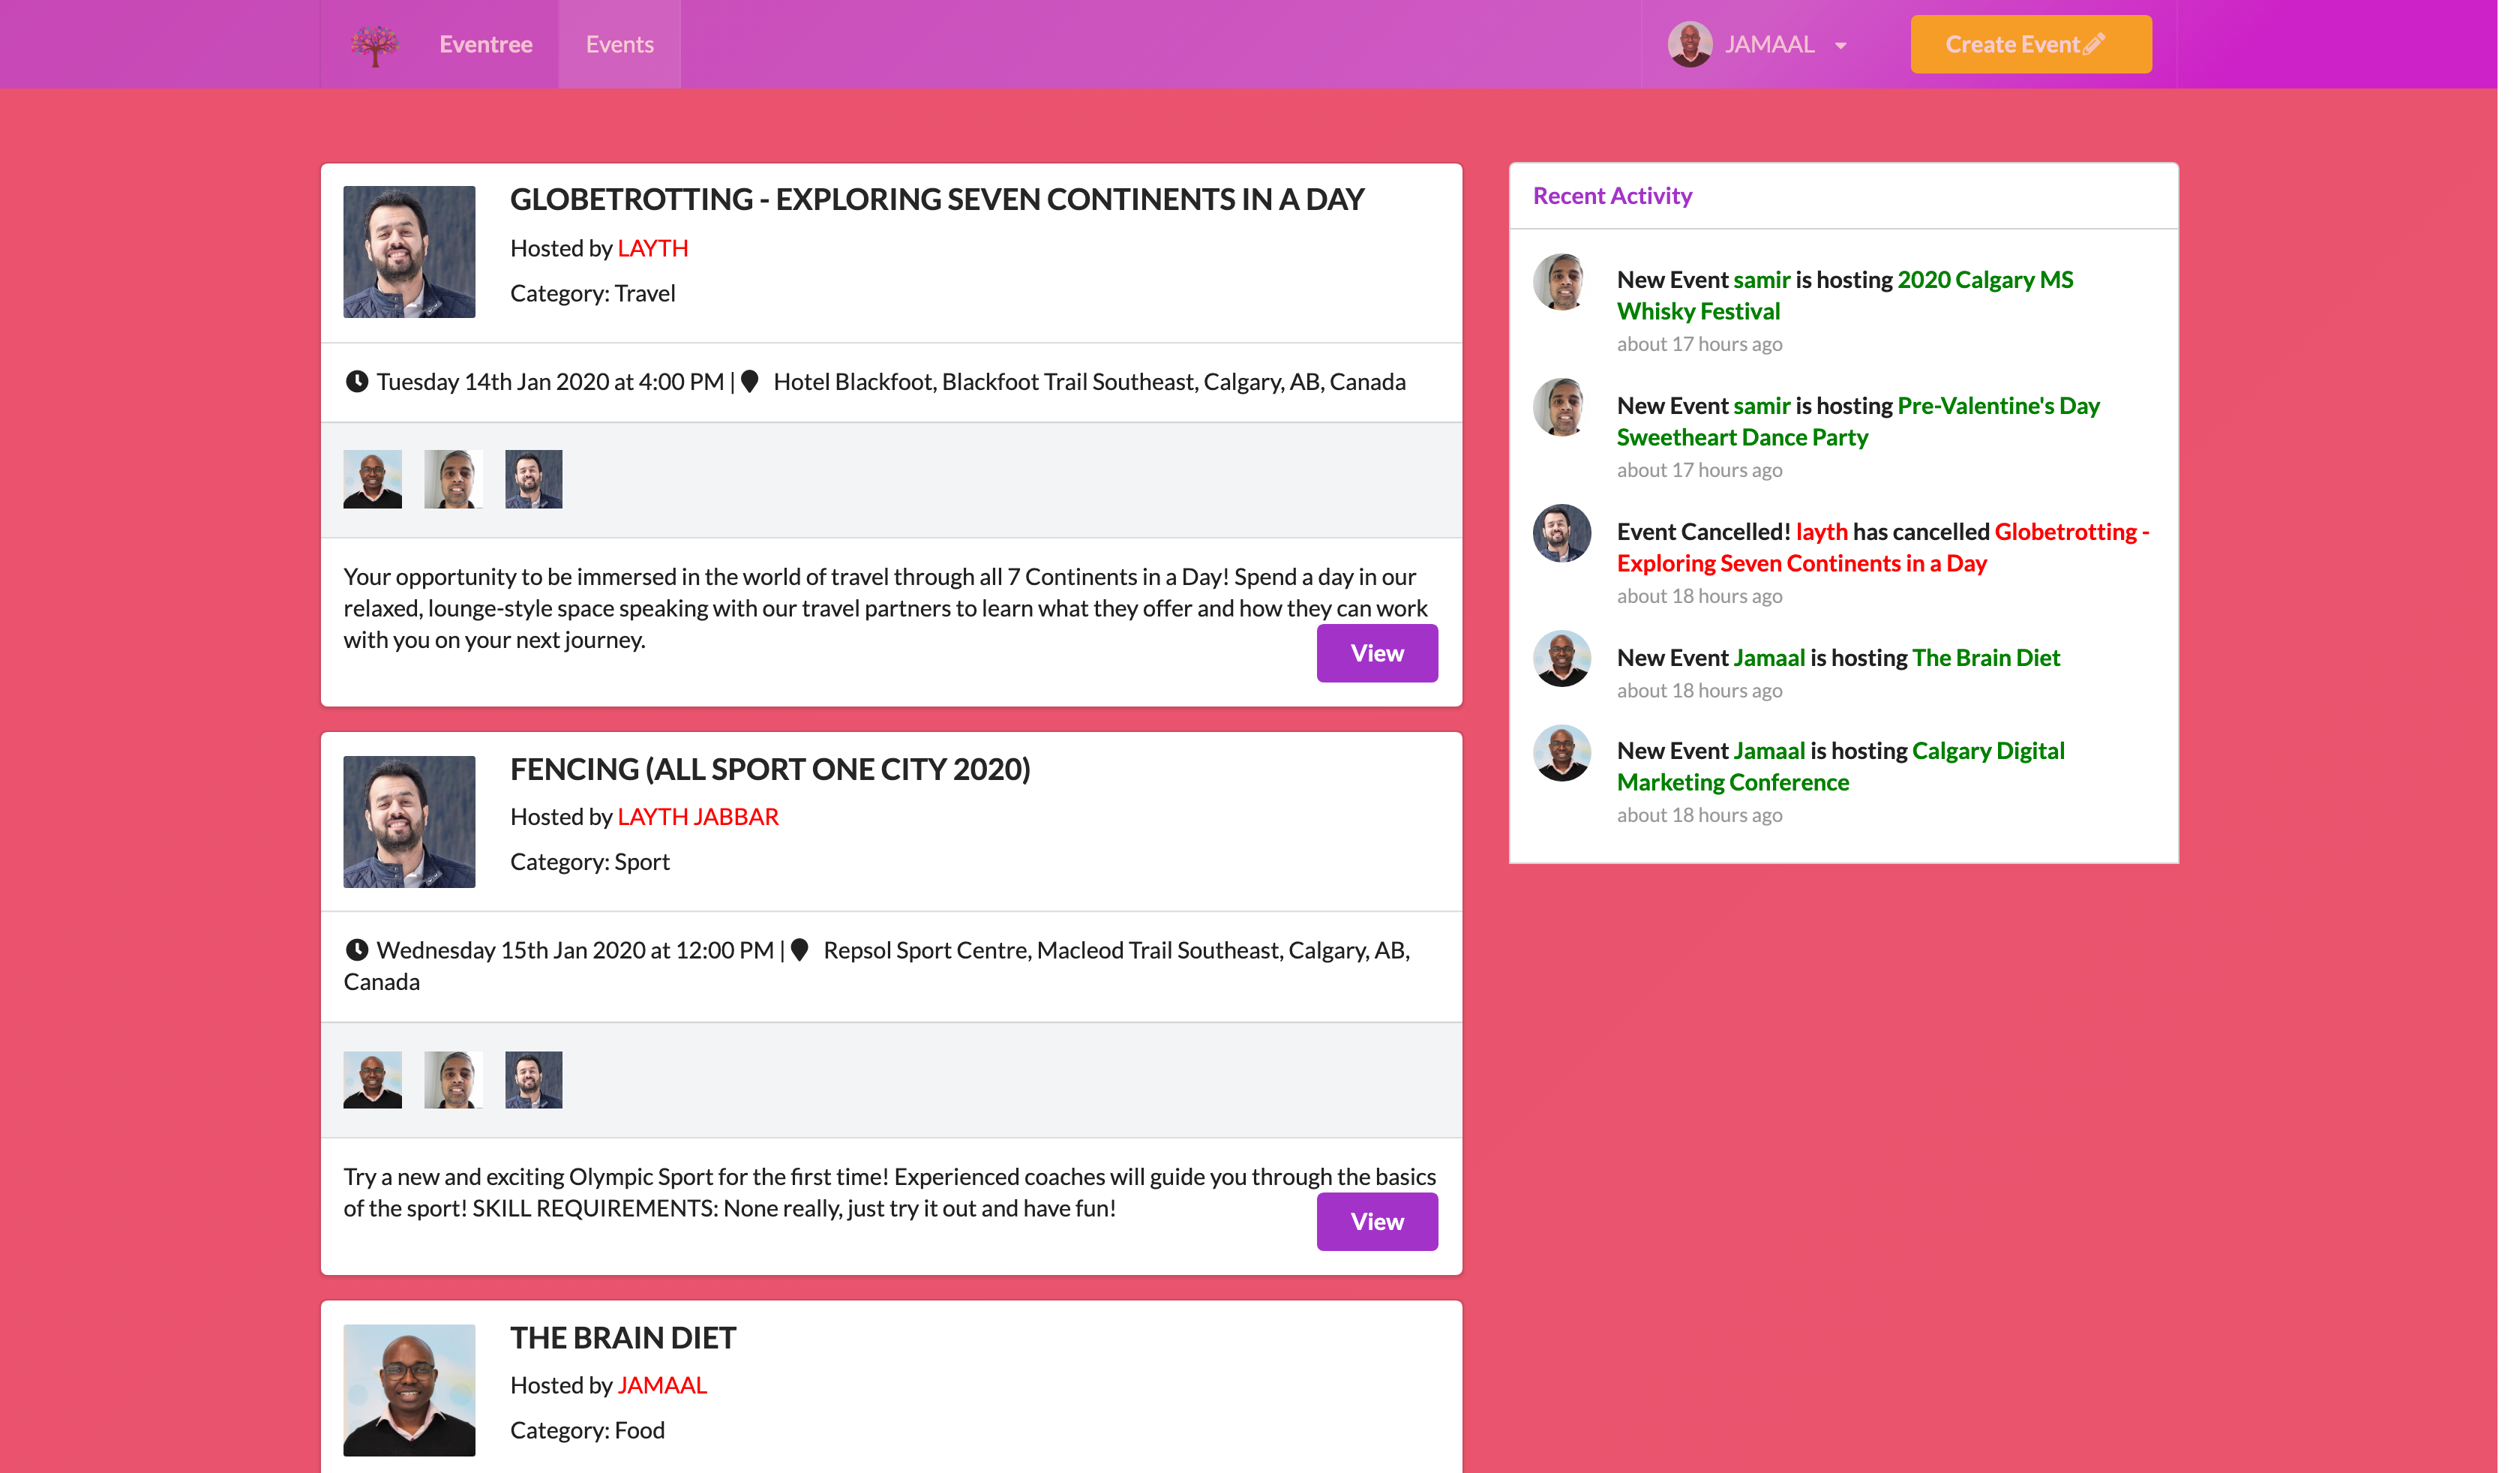 Eventree
Events
JAMAAL
Create Event
GLOBETROTTING - EXPLORING SEVEN CONTINENTS IN A DAY
Hosted by LAYTH
Category: Travel
Tuesday 14th Jan 2020 at 4:00 PM | Hotel Blackfoot, Blackfoot Trail Southeast, Calgary, AB, Canada
Your opportunity to be immersed in the world of travel through all 7 Continents in a Day! Spend a day in our
relaxed, lounge-style space speaking with our travel partners to learn what they offer and how they can work
with you on your next journey.
View
FENCING (ALL SPORT ONE CITY 2020)
Hosted by LAYTH JABBAR
Category: Sport
Wednesday 15th Jan 2020 at 12:00 PM | Repsol Sport Centre, Macleod Trail Southeast, Calgary, AB,
Canada
Try a new and exciting Olympic Sport for the first time! Experienced coaches will guide you through the basics
of the sport! SKILL REQUIREMENTS: None really, just try it out and have fun!
View
THE BRAIN DIET
Hosted by JAMAAL
Category: Food
Recent Activity
New Event samir is hosting 2020 Calgary MS
Whisky Festival
about 17 hours ago
New Event samir is hosting Pre-Valentine's Day
Sweetheart Dance Party
about 17 hours ago
Event Cancelled! layth has cancelled Globetrotting -
Exploring Seven Continents in a Day
about 18 hours ago
New Event Jamaal is hosting The Brain Diet
about 18 hours ago
New Event Jamaal is hosting Calgary Digital
Marketing Conference
about 18 hours ago